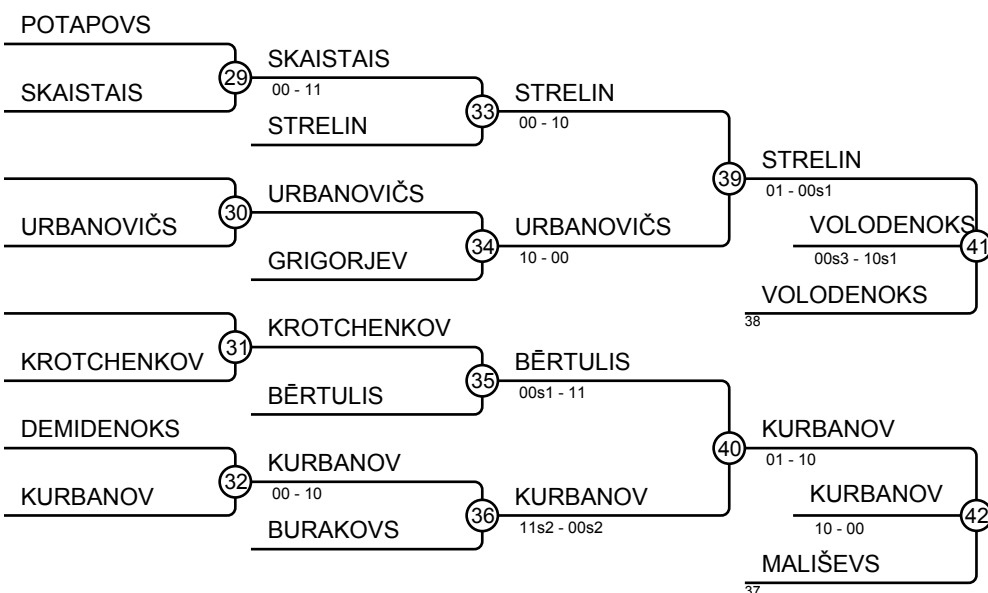 POTAPOVS
29
SKAISTAIS
00 - 11
SKAISTAIS
33
STRELIN
00 - 10
STRELIN
39
STRELIN
01 - 00s1
30
URBANOVIČS
URBANOVIČS
34
URBANOVIČS
10 - 00
VOLODENOKS
41
00s3 - 10s1
GRIGORJEV
VOLODENOKS
38
31
KROTCHENKOV
KROTCHENKOV
35
BĒRTULIS
00s1 - 11
BĒRTULIS
DEMIDENOKS
40
KURBANOV
01 - 10
32
KURBANOV
00 - 10
KURBANOV
36
KURBANOV
11s2 - 00s2
KURBANOV
42
10 - 00
BURAKOVS
MALIŠEVS
37